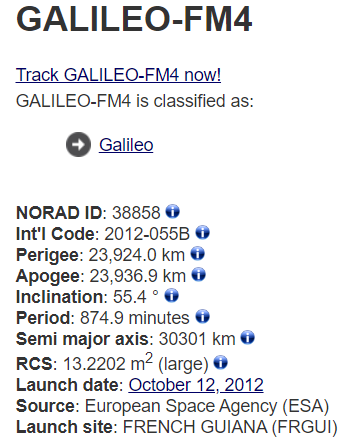 GALILEO-FM4
Track GALILEO-FM4 now!
GALILEO-FM4 is classified as:
Galileo
NORAD ID: 38858
Int'l Code: 2012-055B
Perigee: 23,924.0 km
Apogee: 23,936.9 km
Inclination: 55.4 °
Period: 874.9 minutes
Semi major axis: 30301 km
RCS: 13.2202 m2 (large)
Launch date: October 12, 2012
Source: European Space Agency (ESA)
Launch site: FRENCH GUIANA (FRGUI)